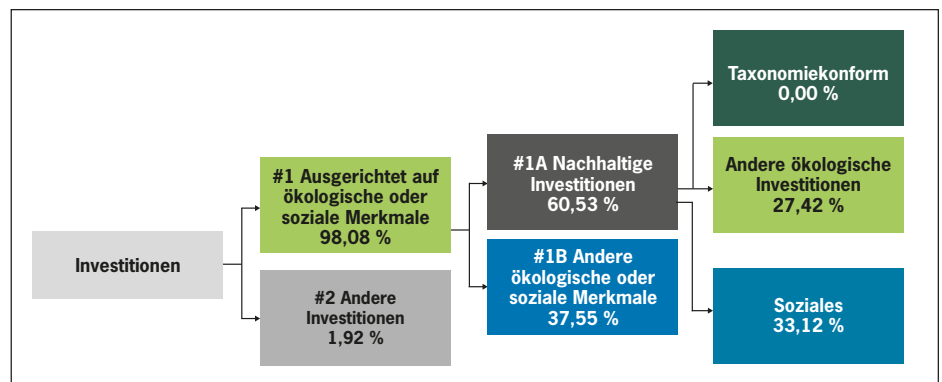 Investitionen
#1 Ausgerichtet auf
ökologische oder
soziale Merkmale
98,08 %
#2 Andere
Investitionen
1,92 %
#1A Nachhaltige
Investitionen
60,53 %
#1B Andere
ökologische oder
soziale Merkmale
37,55 %
Taxonomiekonform
0,00 %
Andere ökologische
Investitionen
27,42 %
Soziales
33,12 %